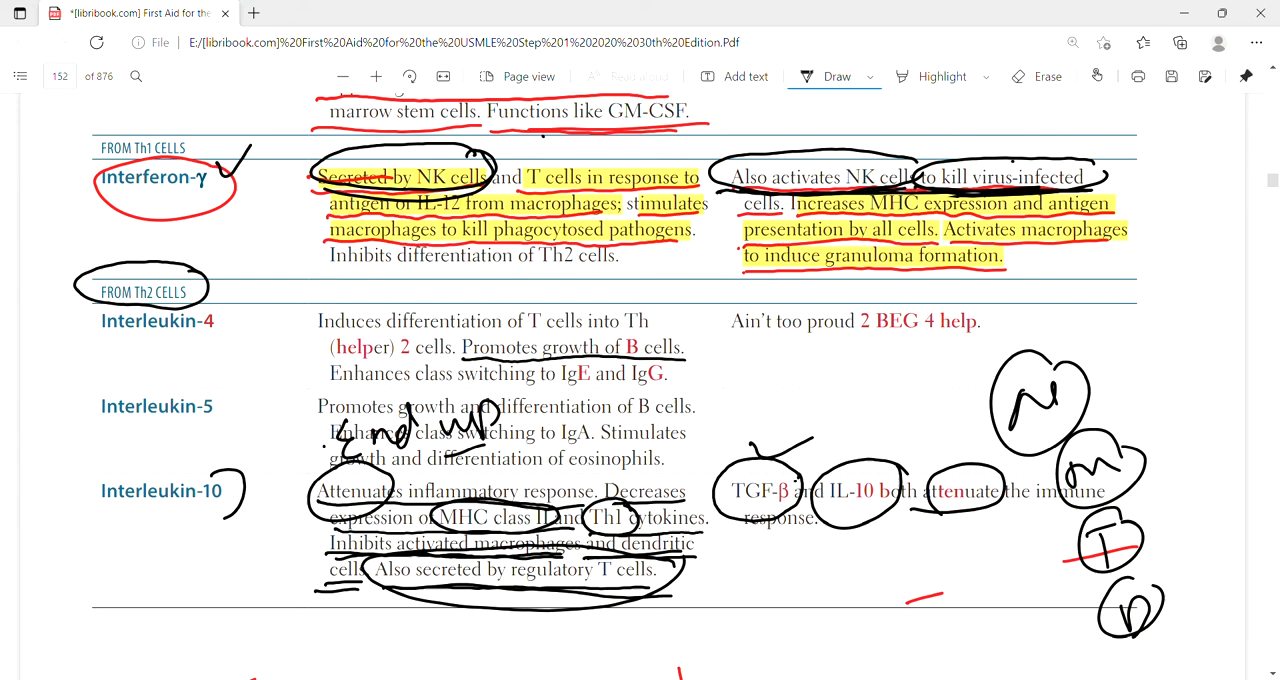 *[libribook.com] First Aid for the
File
E:/[libribook.com]%20First%20Aid%20for%20the%20USMLE%20Step%201%202020%2030th%20Edition.Pdf
152 of 876
Page view
Read aloud
Add text
Draw
Highlight
Erase
marrow stem cells. Functions like GM-CSF.
FROM Th1 CELLS
Interferon-γ
Secreted by NK cells and T cells in response to
antigen or IL-12 from macrophages; stimulates
macrophages to kill phagocytosed pathogens.
Inhibits differentiation of Th2 cells.
Also activates NK cells to kill virus-infected
cells. Increases MHC expression and antigen
presentation by all cells. Activates macrophages
to induce granuloma formation.
FROM Th2 CELLS
Interleukin-4
Induces differentiation of T cells into Th
(helper) 2 cells. Promotes growth of B cells.
Enhances class switching to IgE and IgG.
Ain't too proud 2 BEG 4 help.
Interleukin-5
Promotes growth and differentiation of B cells.
Enhances class switching to IgA. Stimulates
growth and differentiation of eosinophils.
End up
Interleukin-10
Attenuates inflammatory response. Decreases
expression of MHC class II and Th1 cytokines.
Inhibits activated macrophages and dendritic
cells. Also secreted by regulatory T cells.
TGF-β and IL-10 both attenuate the immune
response.
N
M
T
D